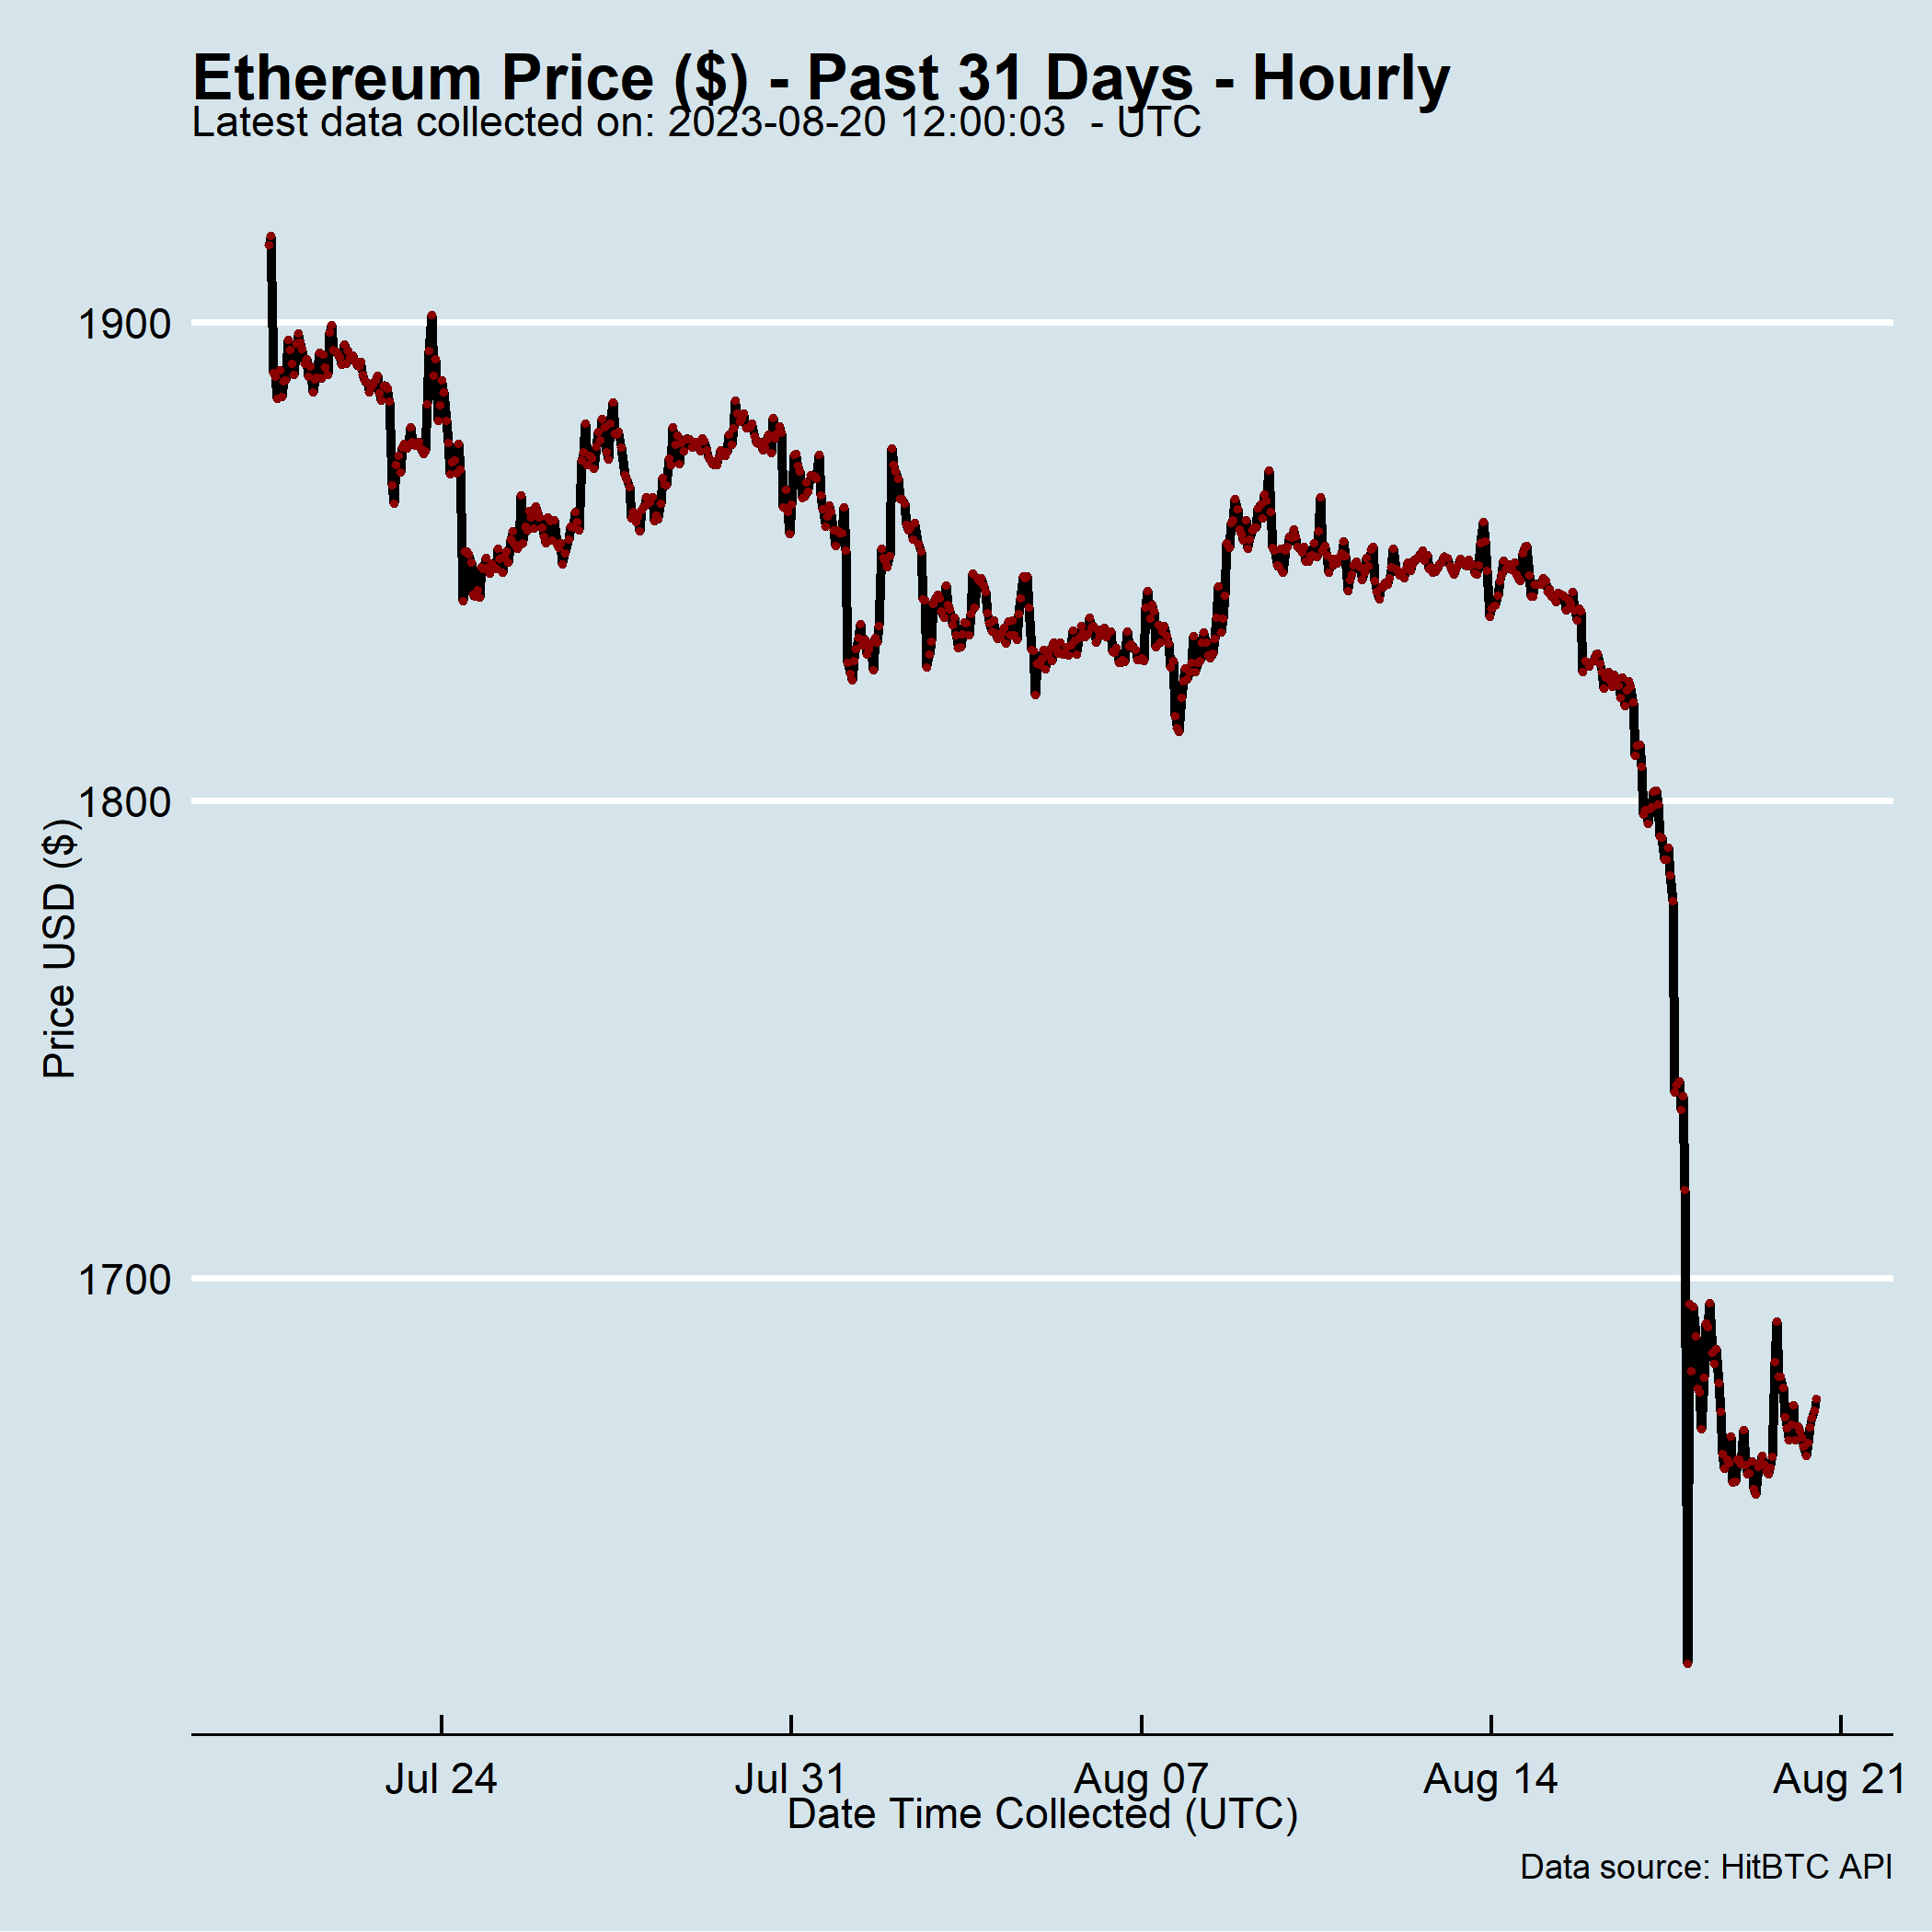 Ethereum Price ($) - Past 31 Days - Hourly
Latest data collected on: 2023-08-20 12:00:03  - UTC
1900
1800
1700
Price USD ($)
Jul 24
Jul 31
Aug 07
Aug 14
Aug 21
Date Time Collected (UTC)
Data source: HitBTC API